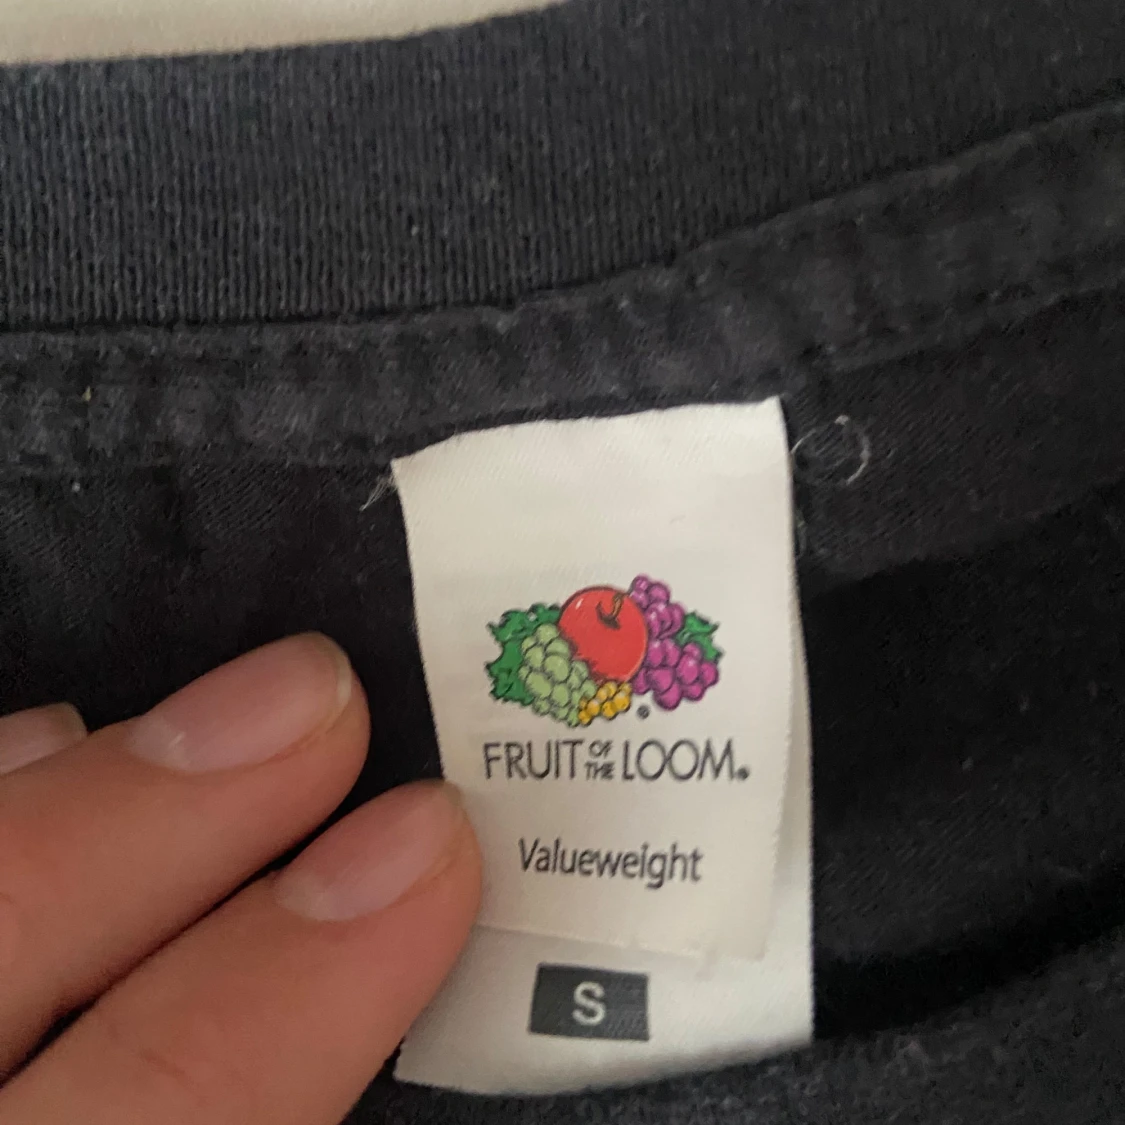 FRUIT OF THE LOOM.
Valueweight
S